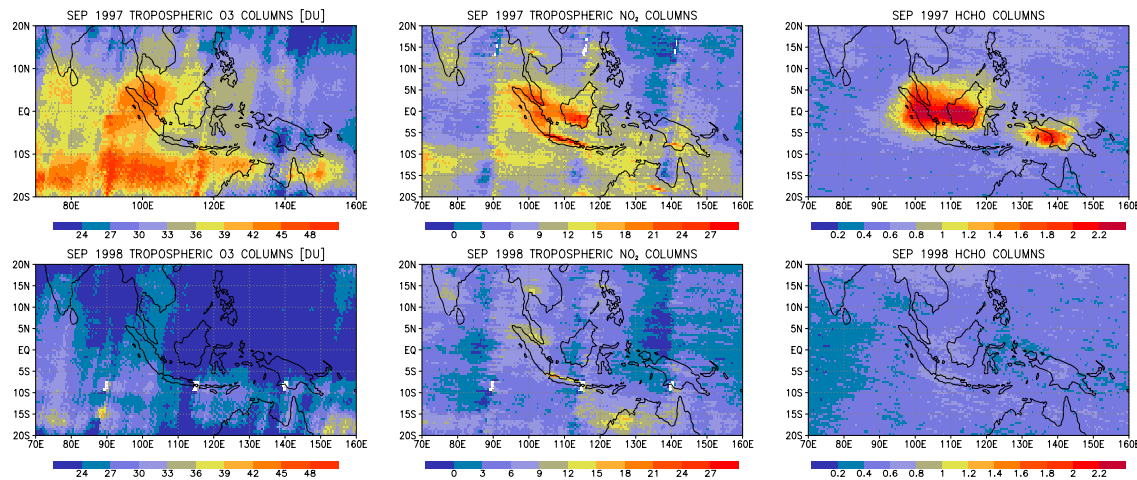 SEP 1997 TROPOSPHERIC O3 COLUMNS [DU]
20N
15N
10N
5N
EQ
5S
10S
15S
20S
70E 80E 90E 100E 110E 120E 130E 140E 150E 160E
24 27 30 33 36 39 42 45 48
SEP 1997 TROPOSPHERIC NO₂ COLUMNS
20N
15N
10N
5N
EQ
5S
10S
15S
20S
70E 80E 90E 100E 110E 120E 130E 140E 150E 160E
0 3 6 9 12 15 18 21 24 27
SEP 1997 HCHO COLUMNS
20N
15N
10N
5N
EQ
5S
10S
15S
20S
70E 80E 90E 100E 110E 120E 130E 140E 150E 160E
0.2 0.4 0.6 0.8 1 1.2 1.4 1.6 1.8 2 2.2
SEP 1998 TROPOSPHERIC O3 COLUMNS [DU]
20N
15N
10N
5N
EQ
5S
10S
15S
20S
70E 80E 90E 100E 110E 120E 130E 140E 150E 160E
24 27 30 33 36 39 42 45 48
SEP 1998 TROPOSPHERIC NO₂ COLUMNS
20N
15N
10N
5N
EQ
5S
10S
15S
20S
70E 80E 90E 100E 110E 120E 130E 140E 150E 160E
0 3 6 9 12 15 18 21 24 27
SEP 1998 HCHO COLUMNS
20N
15N
10N
5N
EQ
5S
10S
15S
20S
70E 80E 90E 100E 110E 120E 130E 140E 150E 160E
0.2 0.4 0.6 0.8 1 1.2 1.4 1.6 1.8 2 2.2